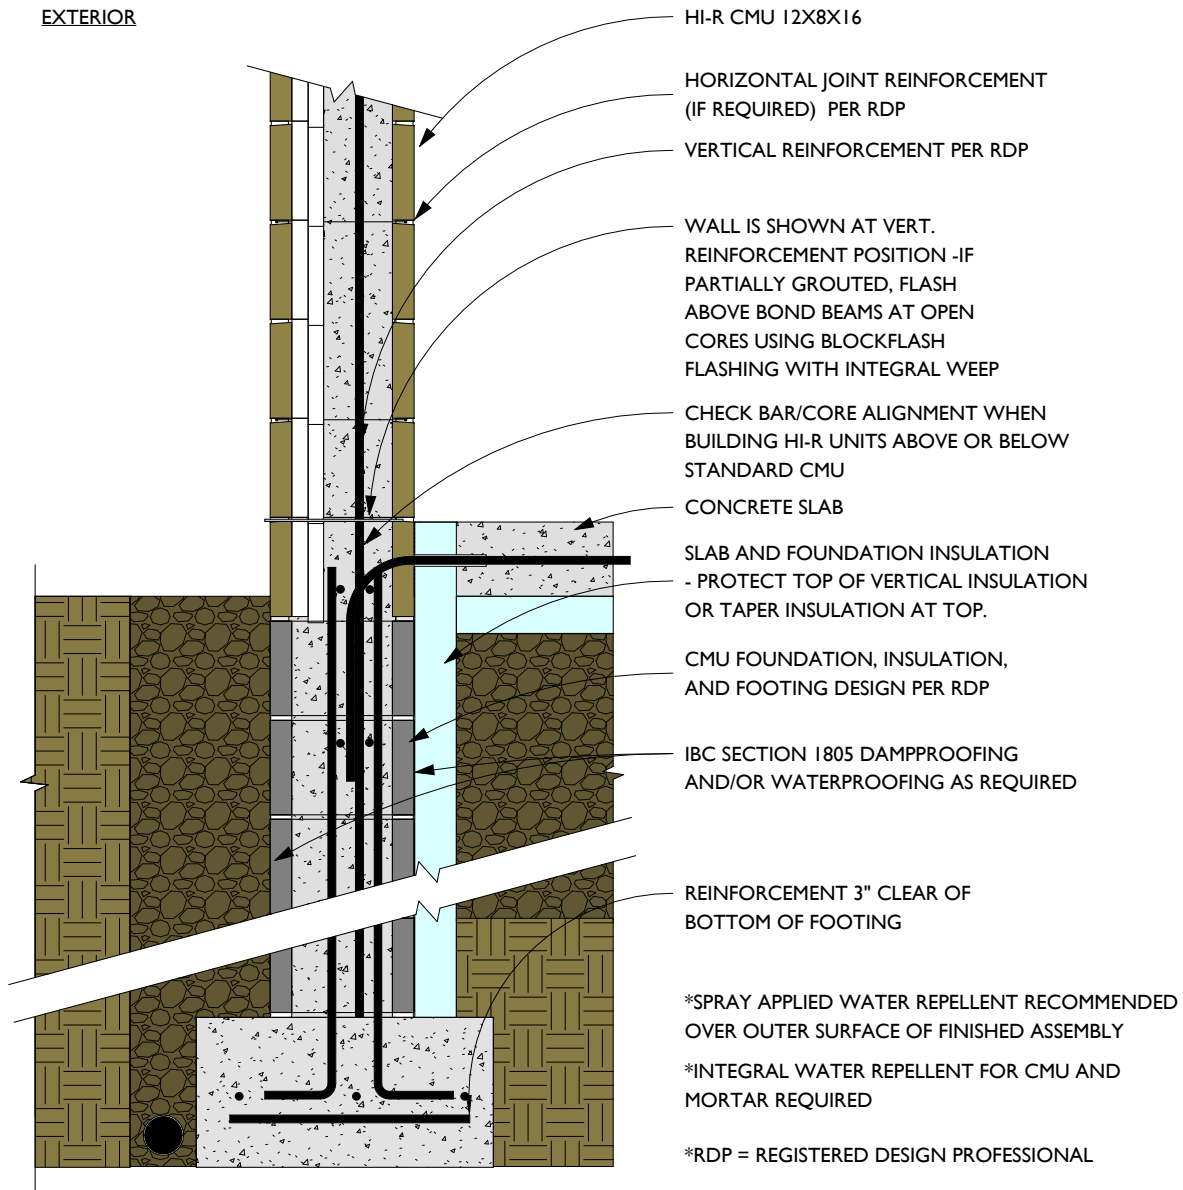 EXTERIOR
HI-R CMU 12X8X16
HORIZONTAL JOINT REINFORCEMENT
(IF REQUIRED)  PER RDP
VERTICAL REINFORCEMENT PER RDP
WALL IS SHOWN AT VERT.
REINFORCEMENT POSITION -IF
PARTIALLY GROUTED, FLASH
ABOVE BOND BEAMS AT OPEN
CORES USING BLOCKFLASH
FLASHING WITH INTEGRAL WEEP
CHECK BAR/CORE ALIGNMENT WHEN
BUILDING HI-R UNITS ABOVE OR BELOW
STANDARD CMU
CONCRETE SLAB
SLAB AND FOUNDATION INSULATION
- PROTECT TOP OF VERTICAL INSULATION
OR TAPER INSULATION AT TOP.
CMU FOUNDATION, INSULATION,
AND FOOTING DESIGN PER RDP
IBC SECTION 1805 DAMPPROOFING
AND/OR WATERPROOFING AS REQUIRED
REINFORCEMENT 3" CLEAR OF
BOTTOM OF FOOTING
*SPRAY APPLIED WATER REPELLENT RECOMMENDED
OVER OUTER SURFACE OF FINISHED ASSEMBLY
*INTEGRAL WATER REPELLENT FOR CMU AND
MORTAR REQUIRED
*RDP = REGISTERED DESIGN PROFESSIONAL